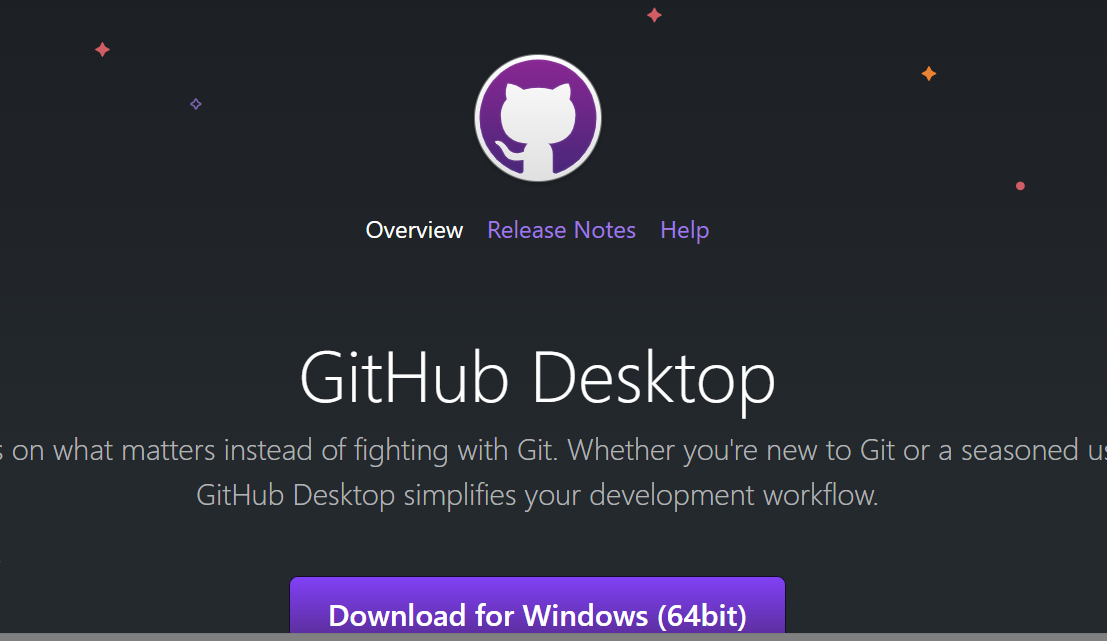 Overview Release Notes Help
GitHub Desktop
on what matters instead of fighting with Git. Whether you're new to Git or a seasoned
GitHub Desktop simplifies your development workflow.
Download for Windows (64bit)